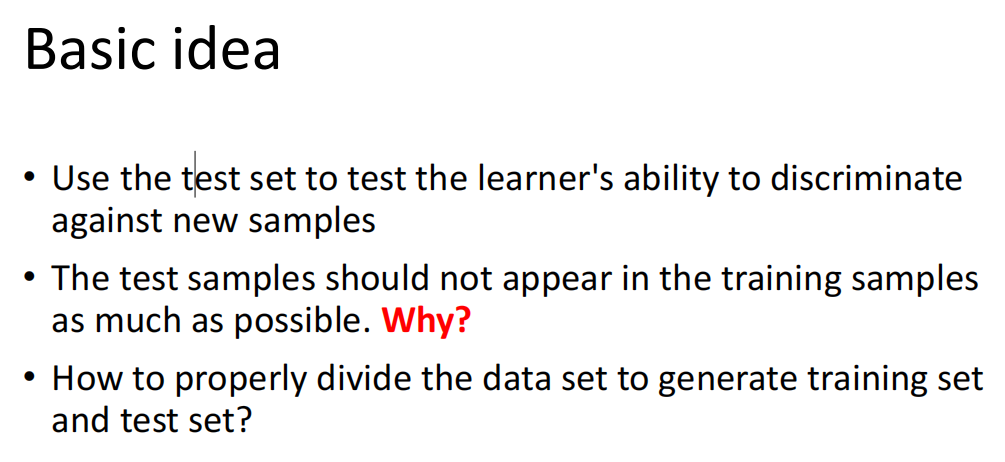 Basic idea
• Use the test set to test the learner's ability to discriminate
against new samples
• The test samples should not appear in the training samples
as much as possible. Why?
• How to properly divide the data set to generate training set
and test set?